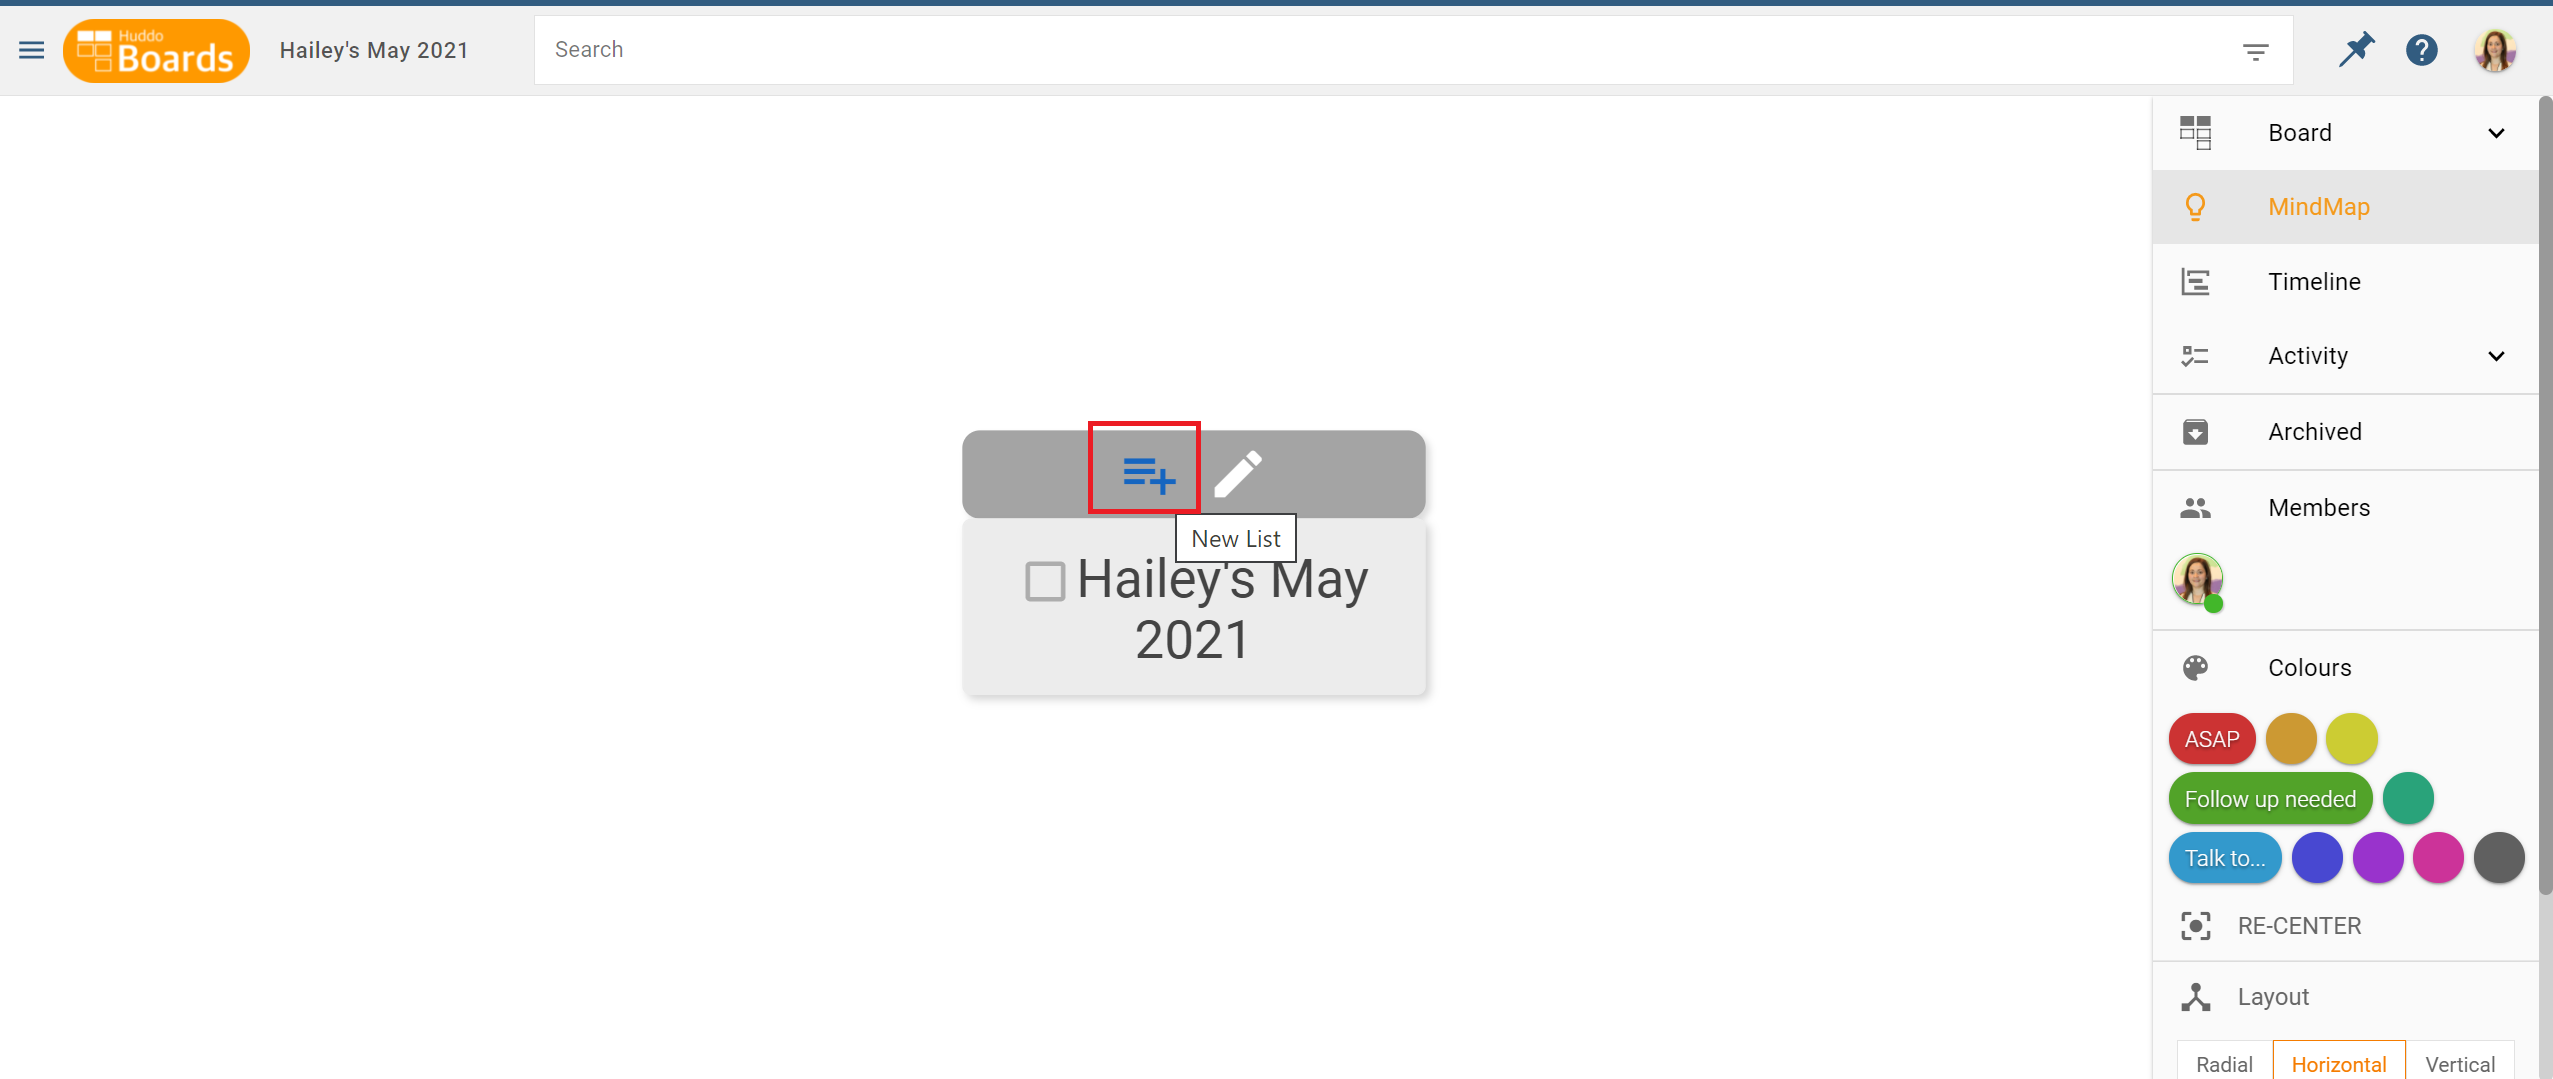 Huddo
Boards
Hailey's May 2021
Search
Board
MindMap
Timeline
Activity
Archived
New List
Hailey's May
2021
Members
Colours
ASAP
Follow up needed
Talk to...
RE-CENTER
Layout
Radial
Horizontal
Vertical